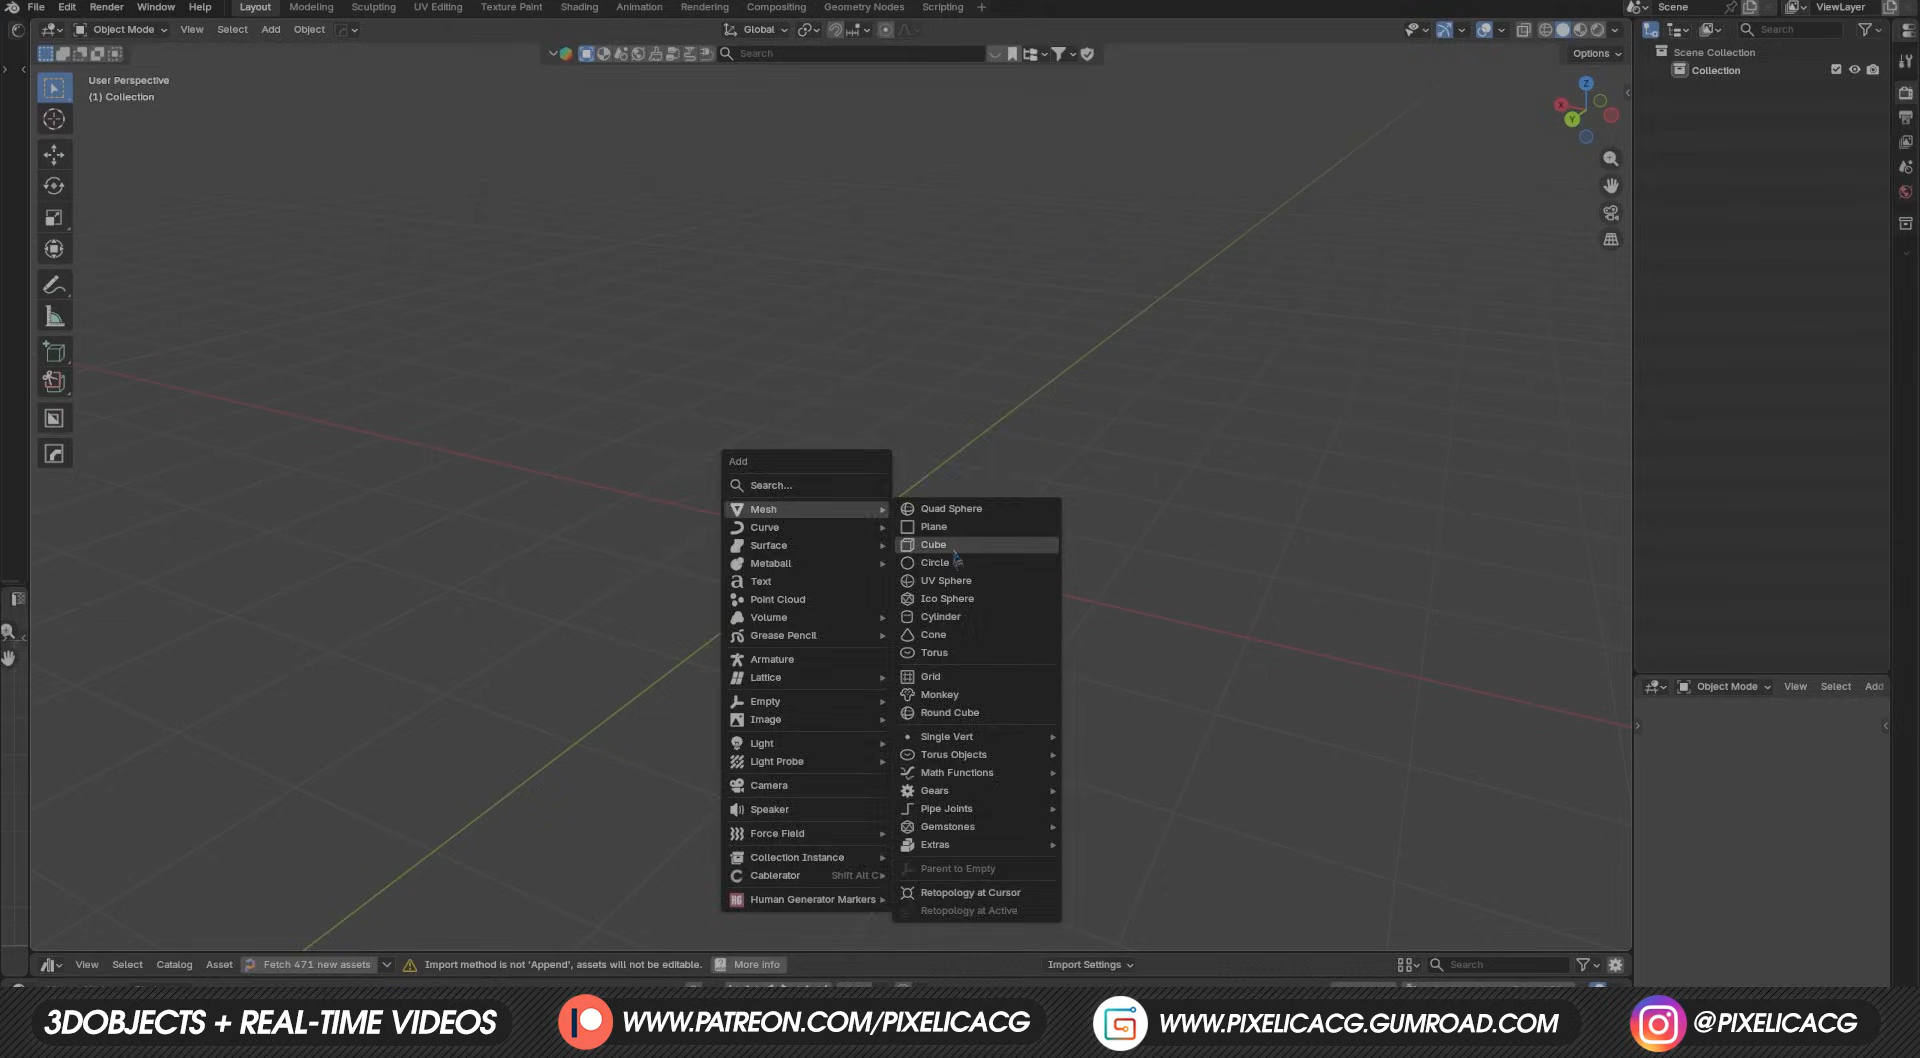 File Edit Render Window Help Layout Modeling Sculpting UV Editing Texture Paint Shading Animation Rendering Compositing Geometry Nodes Scripting + Scene ViewLayer
Object Mode View Select Add Object Global Search
Search Options
Scene Collection
Collection
User Perspective
(1) Collection
Z
X
Y
Add
Search...
Mesh
Curve
Surface
Metaball
Text
Point Cloud
Volume
Grease Pencil
Armature
Lattice
Empty
Image
Light
Light Probe
Camera
Speaker
Force Field
Collection Instance
Cablerator Shift Alt C
HG Human Generator Markers
Quad Sphere
Plane
Cube
Circle
UV Sphere
Ico Sphere
Cylinder
Cone
Torus
Grid
Monkey
Round Cube
Single Vert
Torus Objects
Math Functions
Gears
Pipe Joints
Gemstones
Extras
Parent to Empty
Retopology at Cursor
Retopology at Active
Object Mode View Select Add
View Select Catalog Asset Fetch 471 new assets Import method is not 'Append', assets will not be editable. More info Import Settings Search
3DOBJECTS + REAL-TIME VIDEOS WWW.PATREON.COM/PIXELICACG WWW.PIXELICACG.GUMROAD.COM @PIXELICACG